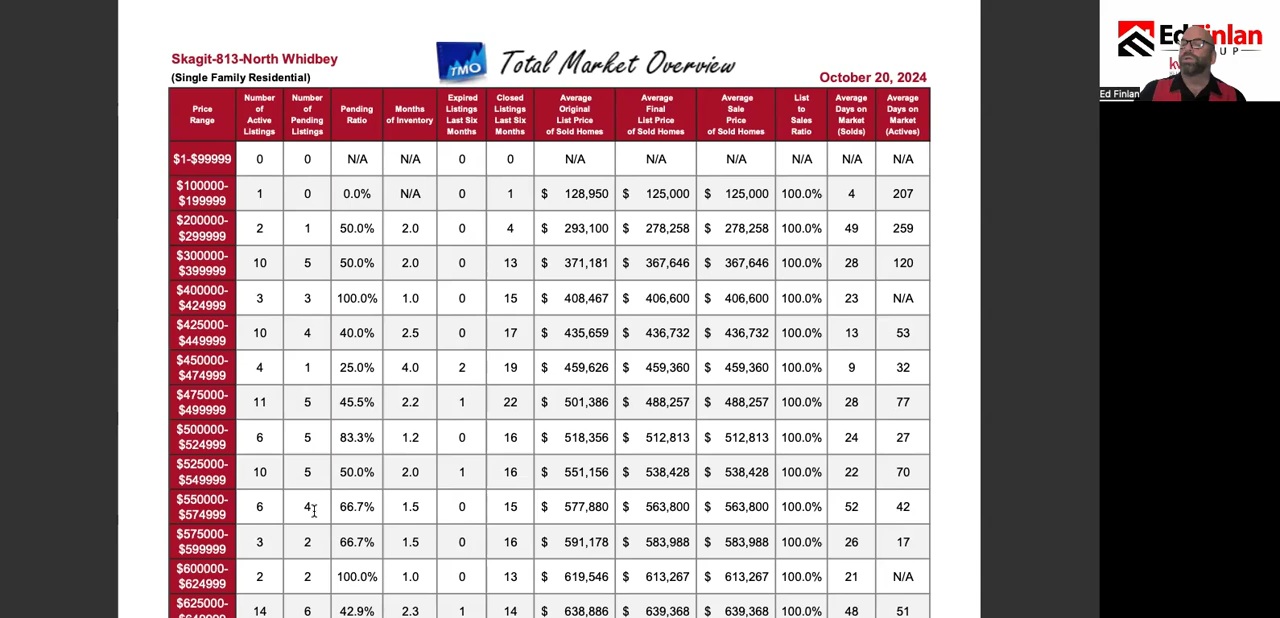 Skagit-813-North Whidbey
(Single Family Residential)
TMO
Total Market Overview
October 20, 2024
Price Range Number of Active Listings Number of Pending Listings Pending Ratio Months of Inventory Expired Listings Last Six Months Closed Listings Last Six Months Average Original List Price of Sold Homes Average Final List Price of Sold Homes Average Sale Price of Sold Homes List to Sales Ratio Average Days on Market (Solds) Average Days on Market (Actives)
$1-$99999 0 0 N/A N/A 0 0 N/A N/A N/A N/A N/A N/A
$100000-$199999 1 0 0.0% N/A 0 1 $ 128,950 $ 125,000 $ 125,000 100.0% 4 207
$200000-$299999 2 1 50.0% 2.0 0 4 $ 293,100 $ 278,258 $ 278,258 100.0% 49 259
$300000-$399999 10 5 50.0% 2.0 0 13 $ 371,181 $ 367,646 $ 367,646 100.0% 28 120
$400000-$424999 3 3 100.0% 1.0 0 15 $ 408,467 $ 406,600 $ 406,600 100.0% 23 N/A
$425000-$449999 10 4 40.0% 2.5 0 17 $ 435,659 $ 436,732 $ 436,732 100.0% 13 53
$450000-$474999 4 1 25.0% 4.0 2 19 $ 459,626 $ 459,360 $ 459,360 100.0% 9 32
$475000-$499999 11 5 45.5% 2.2 1 22 $ 501,386 $ 488,257 $ 488,257 100.0% 28 77
$500000-$524999 6 5 83.3% 1.2 0 16 $ 518,356 $ 512,813 $ 512,813 100.0% 24 27
$525000-$549999 10 5 50.0% 2.0 1 16 $ 551,156 $ 538,428 $ 538,428 100.0% 22 70
$550000-$574999 6 4 66.7% 1.5 0 15 $ 577,880 $ 563,800 $ 563,800 100.0% 52 42
$575000-$599999 3 2 66.7% 1.5 0 16 $ 591,178 $ 583,988 $ 583,988 100.0% 26 17
$600000-$624999 2 2 100.0% 1.0 0 13 $ 619,546 $ 613,267 $ 613,267 100.0% 21 N/A
$625000- 14 6 42.9% 2.3 1 14 $ 638,886 $ 639,368 $ 639,368 100.0% 48 51
Ed Finlan